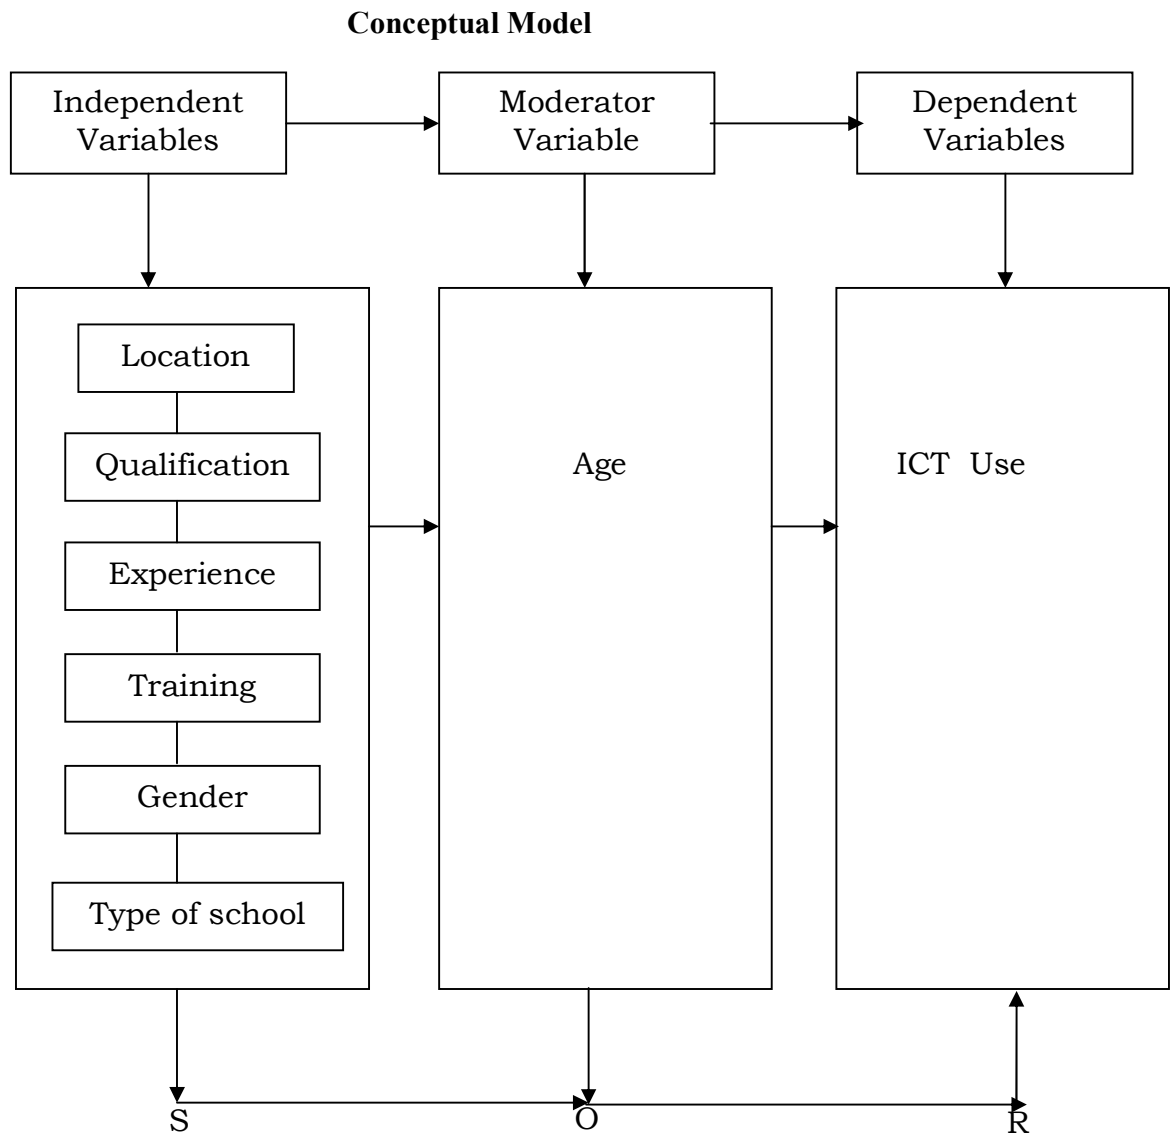 Conceptual Model
Independent
Variables
Moderator
Variable
Dependent
Variables
Location
Qualification
Experience
Training
Gender
Type of school
Age
ICT Use
S
O
R